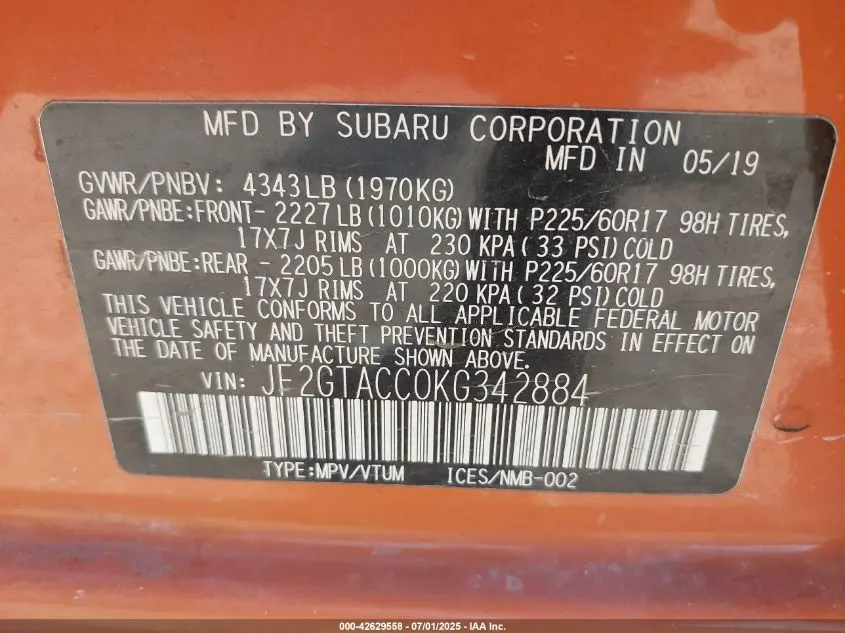 MFD BY SUBARU CORPORATION
MFD IN 05/19
GVWR/PNBV: 4343LB (1970KG)
GAWR/PNBE:FRONT- 2227LB (1010KG)WITH P225/60R17 98H TIRES,
17X7J RIMS AT 230 KPA(33 PSI)COLD
GAWR/PNBE:REAR - 2205LB (1000KG)WITH P225/60R17 98H TIRES,
17X7J RIMS AT 220 KPA(32 PSI)COLD
THIS VEHICLE CONFORMS TO ALL APPLICABLE FEDERAL MOTOR
VEHICLE SAFETY AND THEFT PREVENTION STANDARDS IN EFFECT ON
THE DATE OF MANUFACTURE SHOWN ABOVE.
VIN: JF2GTACC0KG342884
TYPE:MPV/VTUM ICES/NMB-002
000-42629558 - 07/01/2025 - IAA Inc.